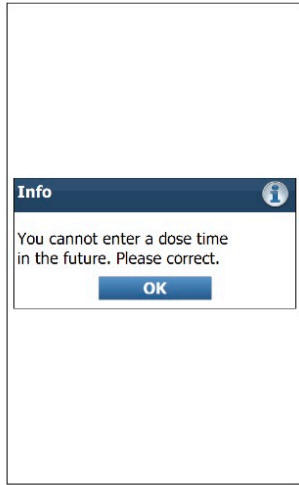 Info
You cannot enter a dose time
in the future. Please correct.
OK